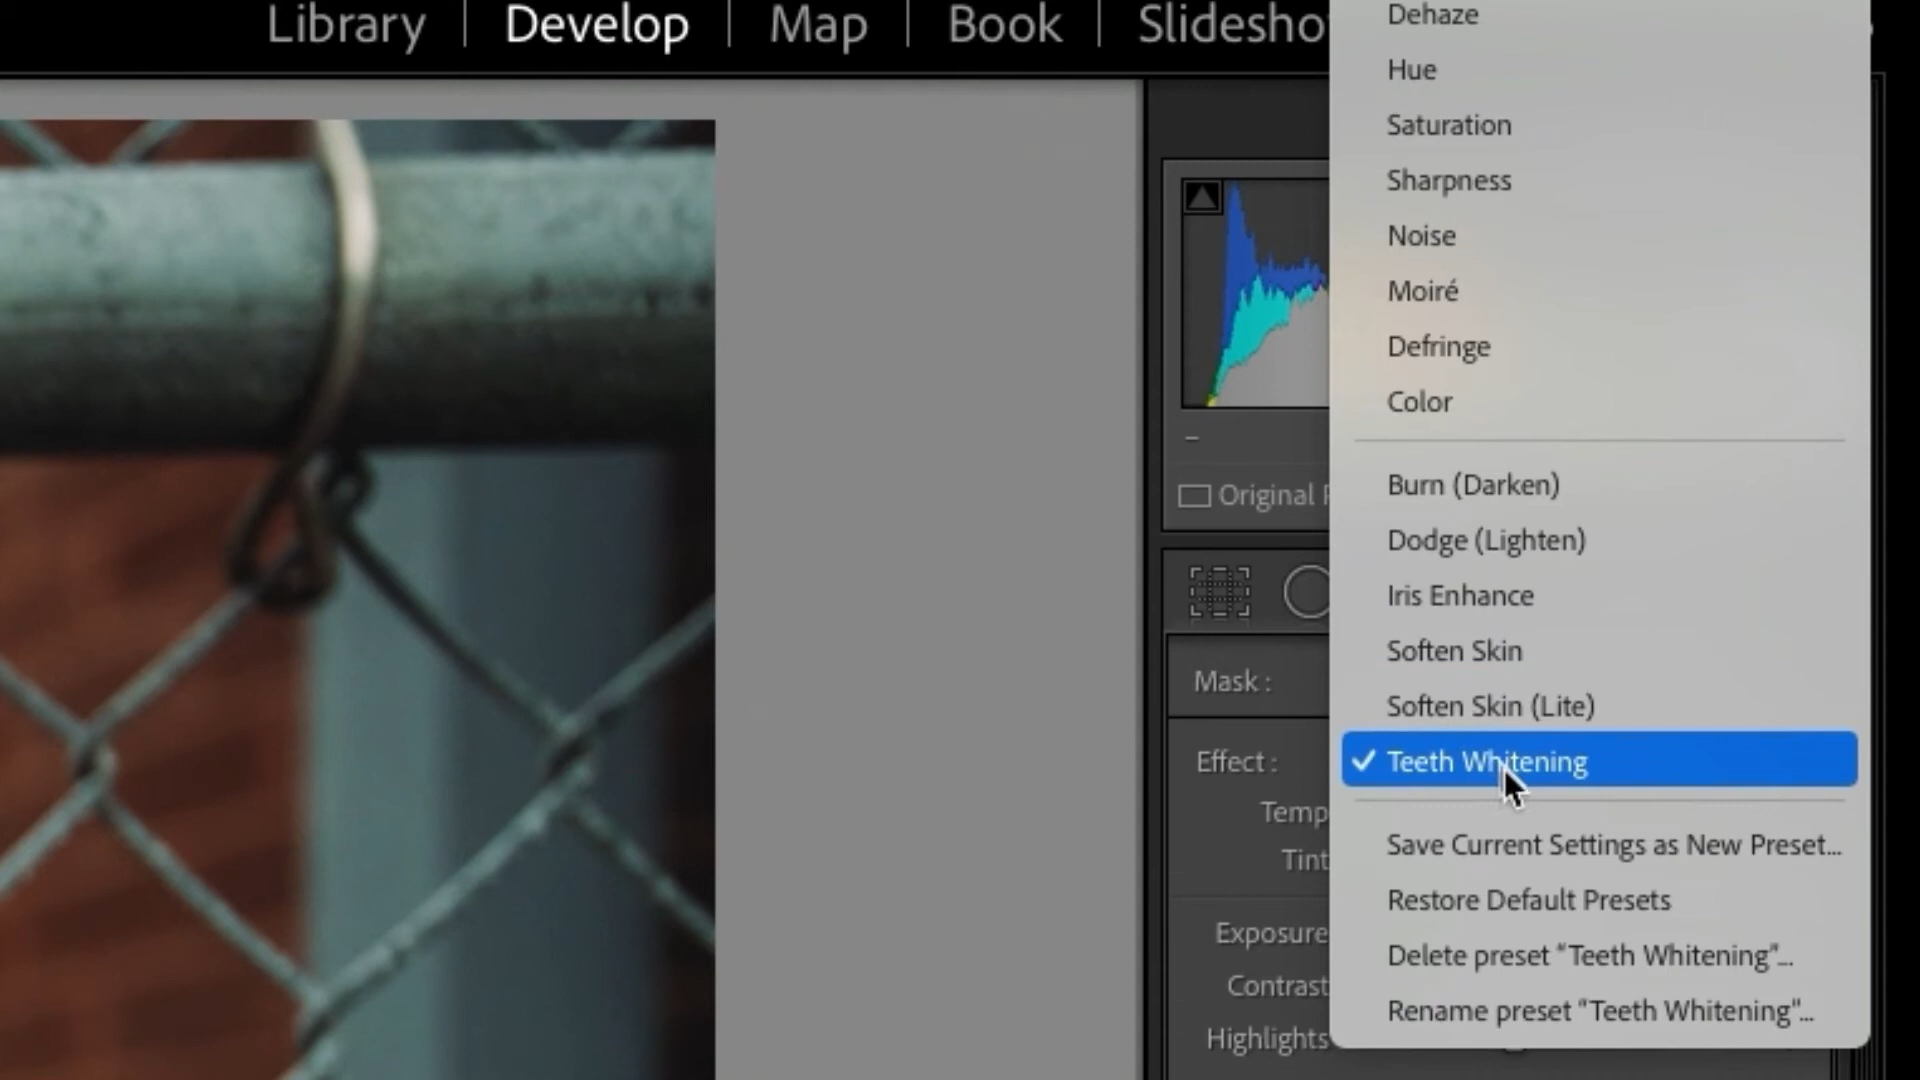 Library | Develop | Map | Book | Slidesho
Dehaze
Hue
Saturation
Sharpness
Noise
Moiré
Defringe
Color
Original
Burn (Darken)
Dodge (Lighten)
Iris Enhance
Soften Skin
Mask :
Soften Skin (Lite)
Effect :
✓ Teeth Whitening
Temp
Save Current Settings as New Preset...
Tint
Restore Default Presets
Exposure
Delete preset “Teeth Whitening”...
Contrast
Rename preset “Teeth Whitening”...
Highlights